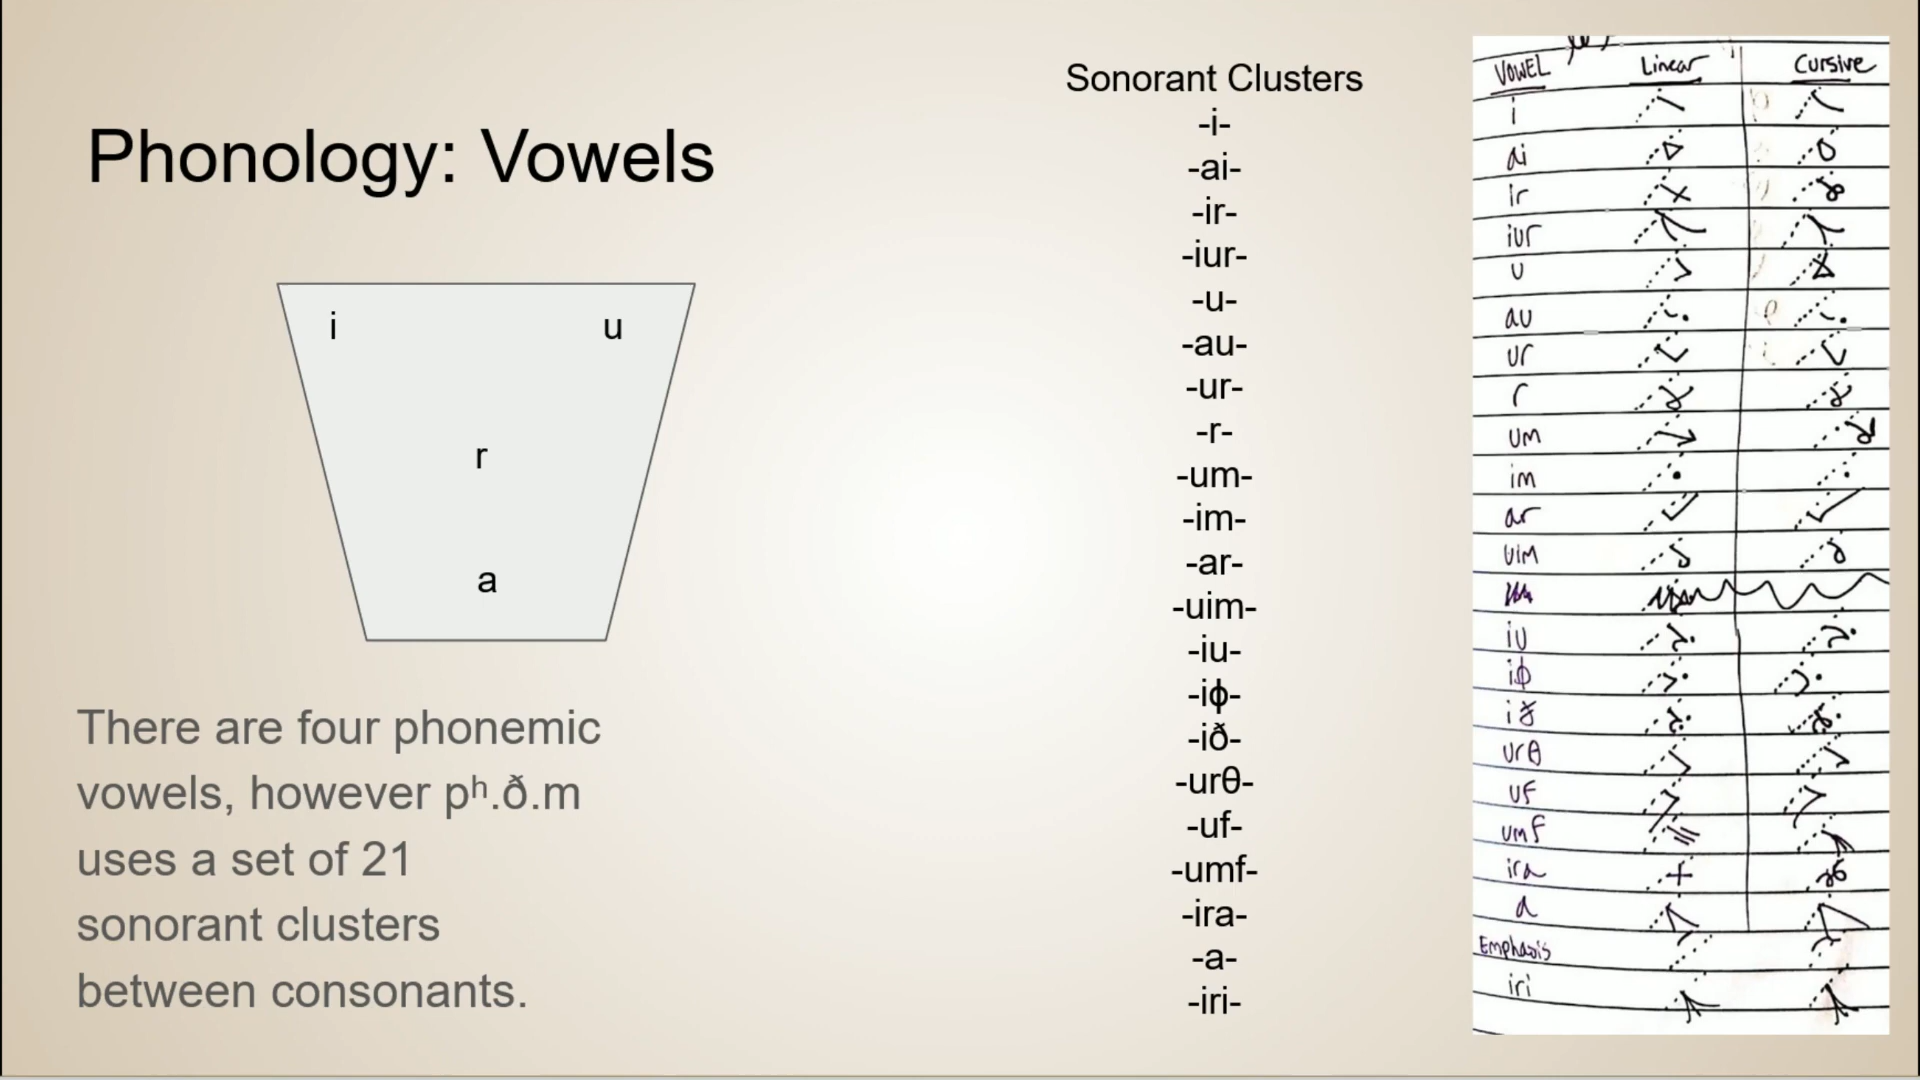 Phonology: Vowels
i
u
r
a
There are four phonemic
vowels, however pʰ.ð.m
uses a set of 21
sonorant clusters
between consonants.
Sonorant Clusters
-i-
-ai-
-ir-
-iur-
-u-
-au-
-ur-
-r-
-um-
-im-
-ar-
-uim-
-iu-
-iɸ-
-ið-
-urθ-
-uf-
-umf-
-ira-
-a-
-iri-
VOWEL Linear Cursive
i
ai
ir
iur
u
au
ur
r
um
im
ar
uim
iu
iɸ
ið
urθ
uf
umf
ira
a
Emphasis
iri